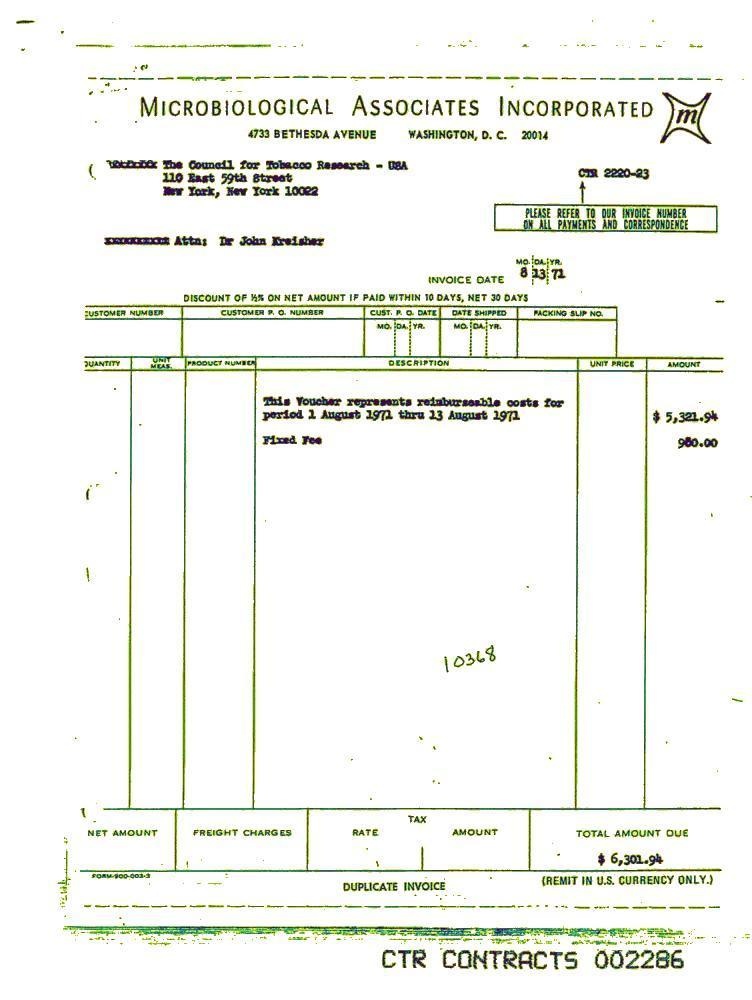 MICROBIOLOGICAL ASSOCIATES INCORPORATED
m
4733 BETHESDA AVENUE WASHINGTON, D. C. 20014
The Council for Tobacco Research - USA
110 East 59th Street
New York, New York 10022
CTR 2220-23
PLEASE REFER TO OUR INVOICE NUMBER
ON ALL PAYMENTS AND CORRESPONDENCE
Attn: Dr John Kreisher
MO. DA. YR.
INVOICE DATE 8 13 71
DISCOUNT OF ½% ON NET AMOUNT IF PAID WITHIN 10 DAYS, NET 30 DAYS
CUSTOMER NUMBER CUSTOMER P. O. NUMBER CUST. P. O. DATE DATE SHIPPED PACKING SLIP NO.
MO. DA. YR. MO. DA. YR.
QUANTITY UNIT MEAS. PRODUCT NUMBER DESCRIPTION UNIT PRICE AMOUNT
This Voucher represents reimburseable costs for
period 1 August 1971 thru 13 August 1971 $ 5,321.94
Fixed Fee 980.00
10368
TAX
NET AMOUNT FREIGHT CHARGES RATE AMOUNT TOTAL AMOUNT DUE
$ 6,301.94
FORM-900-003-3
DUPLICATE INVOICE
(REMIT IN U.S. CURRENCY ONLY.)
CTR CONTRACTS 002286